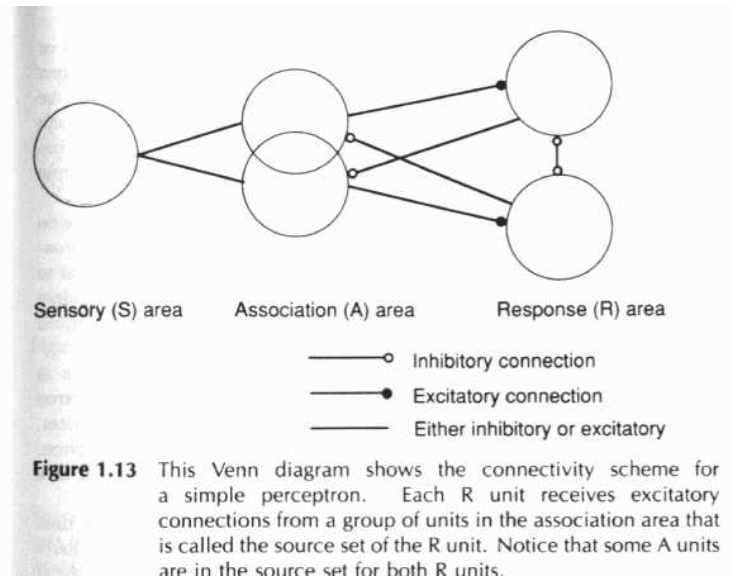 Sensory (S) area Association (A) area Response (R) area
Inhibitory connection
Excitatory connection
Either inhibitory or excitatory
Figure 1.13 This Venn diagram shows the connectivity scheme for
a simple perceptron. Each R unit receives excitatory
connections from a group of units in the association area that
is called the source set of the R unit. Notice that some A units
are in the source set for both R units.